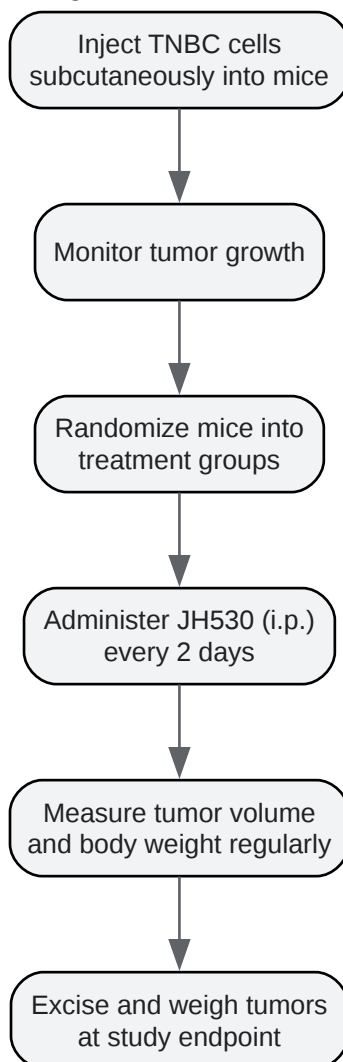 Inject TNBC cells
subcutaneously into mice
Monitor tumor growth
Randomize mice into
treatment groups
Administer JH530 (i.p.)
every 2 days
Measure tumor volume
and body weight regularly
Excise and weigh tumors
at study endpoint